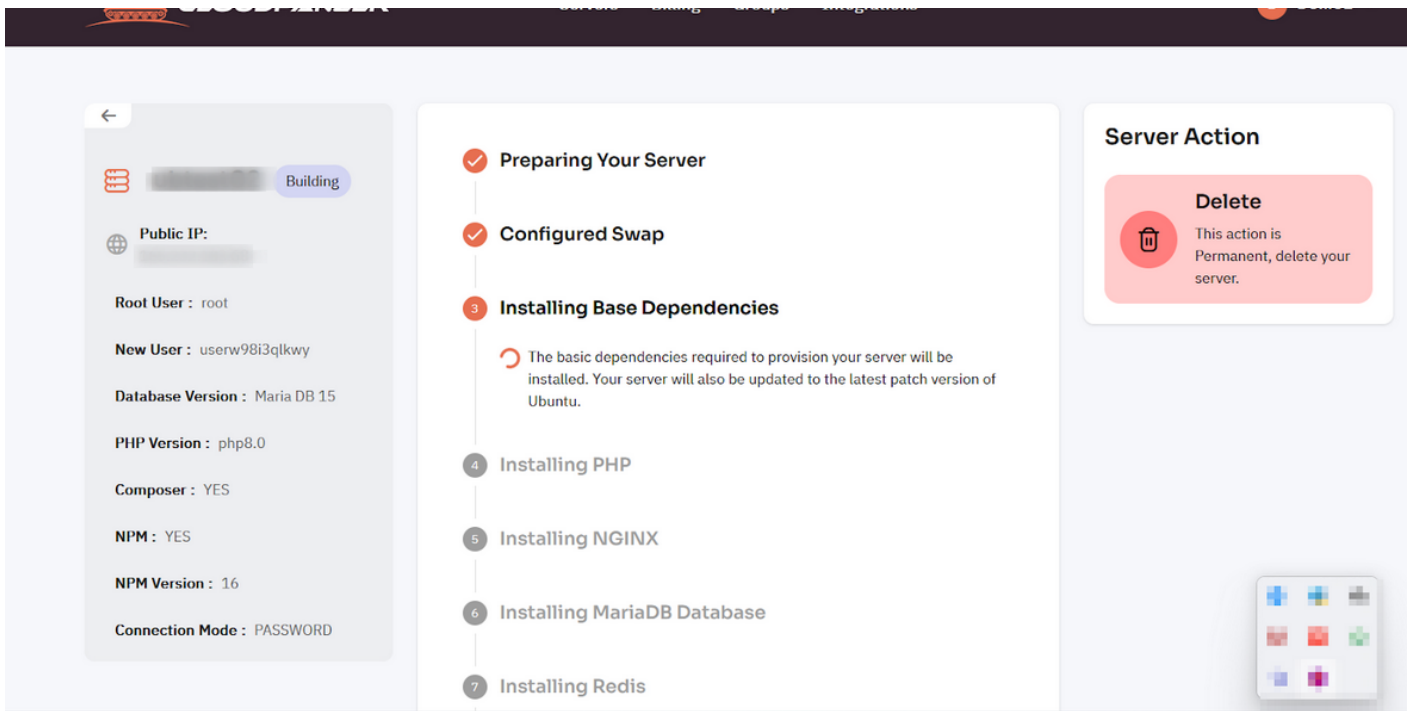 Building
Public IP:
Root User : root
New User : userw98i3qlkwy
Database Version : Maria DB 15
PHP Version : php8.0
Composer : YES
NPM : YES
NPM Version : 16
Connection Mode : PASSWORD
Preparing Your Server
Configured Swap
3 Installing Base Dependencies
The basic dependencies required to provision your server will be
installed. Your server will also be updated to the latest patch version of
Ubuntu.
4 Installing PHP
5 Installing NGINX
6 Installing MariaDB Database
7 Installing Redis
Server Action
Delete
This action is
Permanent, delete your
server.